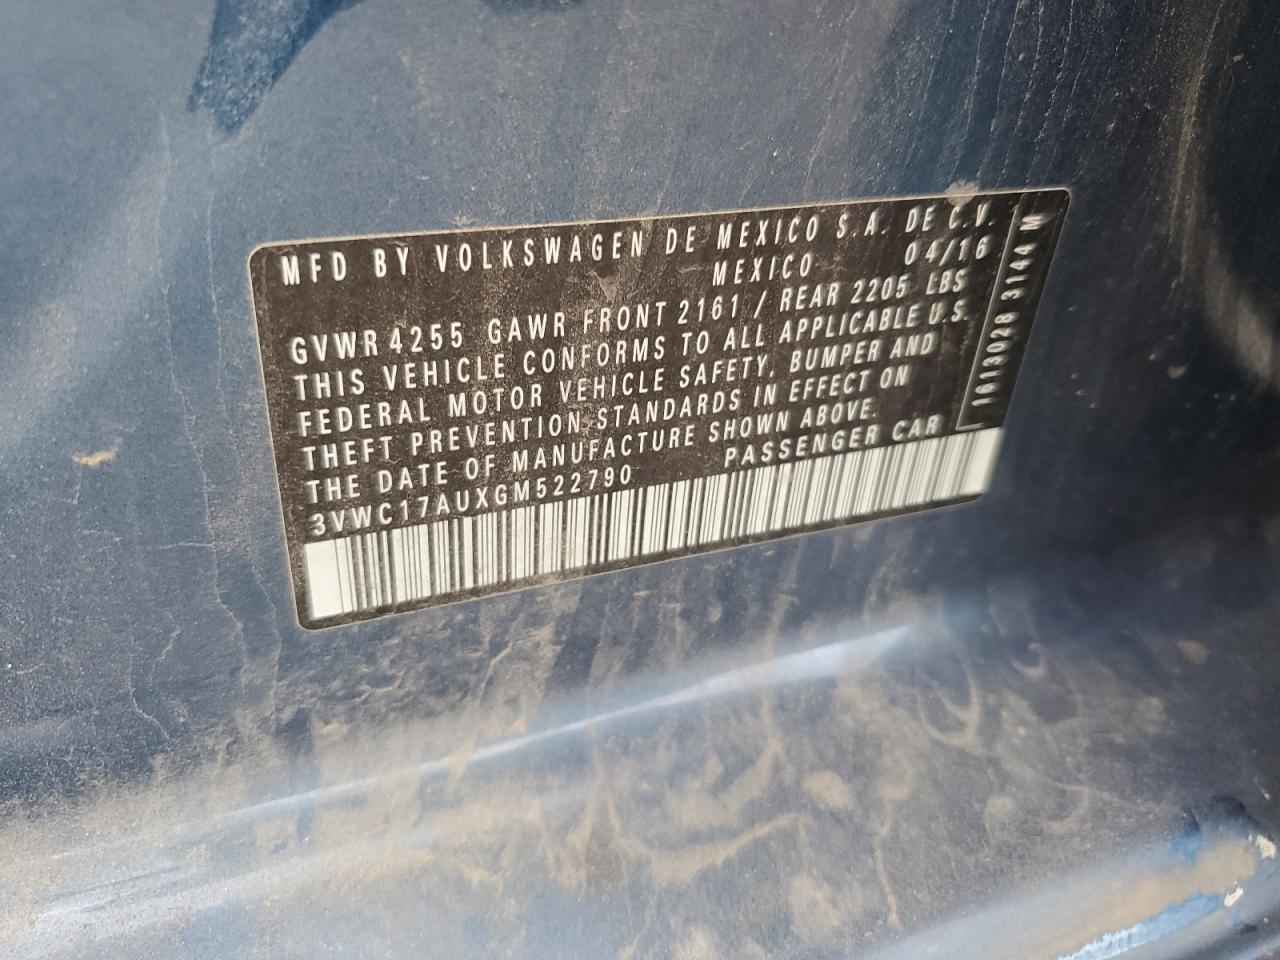 MFD BY VOLKSWAGEN DE MEXICO S.A. DE C.V.
MEXICO 04/16
GVWR 4255 GAWR FRONT 2161 / REAR 2205 LBS
THIS VEHICLE CONFORMS TO ALL APPLICABLE U.S.
FEDERAL MOTOR VEHICLE SAFETY, BUMPER AND
THEFT PREVENTION STANDARDS IN EFFECT ON
THE DATE OF MANUFACTURE SHOWN ABOVE.
3VWC17AUXGM522790 PASSENGER CAR
3144 M